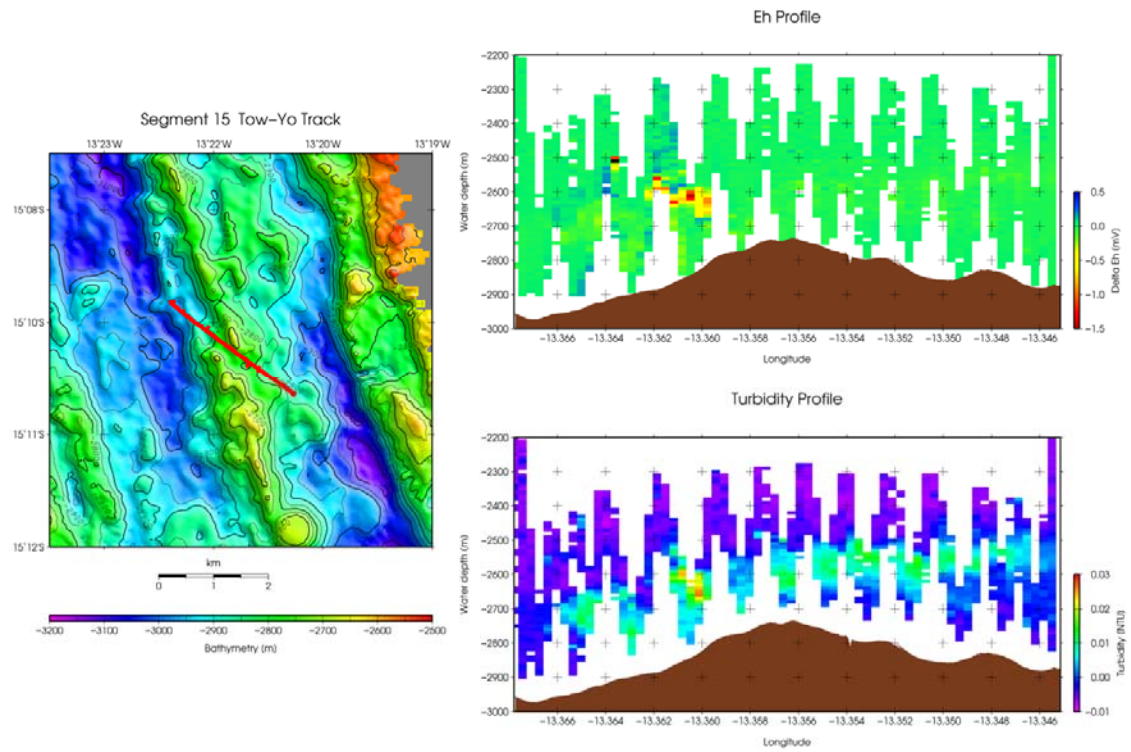 Segment 15 Tow-Yo Track
13°23'W 13°22'W 13°20'W 13°19'W
15°08'S
15°10'S
15°11'S
15°12'S
km
0 1 2
-3200 -3100 -3000 -2900 -2800 -2700 -2600
Bathymetry (m)
Eh Profile
-2200
-2300
-2400
-2500
-2600
-2700
-2800
-2900
-3000
Water depth (m)
-13.366 -13.364 -13.362 -13.360 -13.358 -13.356 -13.354 -13.352 -13.350 -13.348 -13.346
Longitude
0.5
0.0
-0.5
-1.0
-1.5
Delta Eh (mV)
Turbidity Profile
-2200
-2300
-2400
-2500
-2600
-2700
-2800
-2900
-3000
Water depth (m)
-13.366 -13.364 -13.362 -13.360 -13.358 -13.356 -13.354 -13.352 -13.350 -13.348 -13.346
Longitude
0.03
0.02
0.01
0.00
-0.01
Turbidity (NTU)